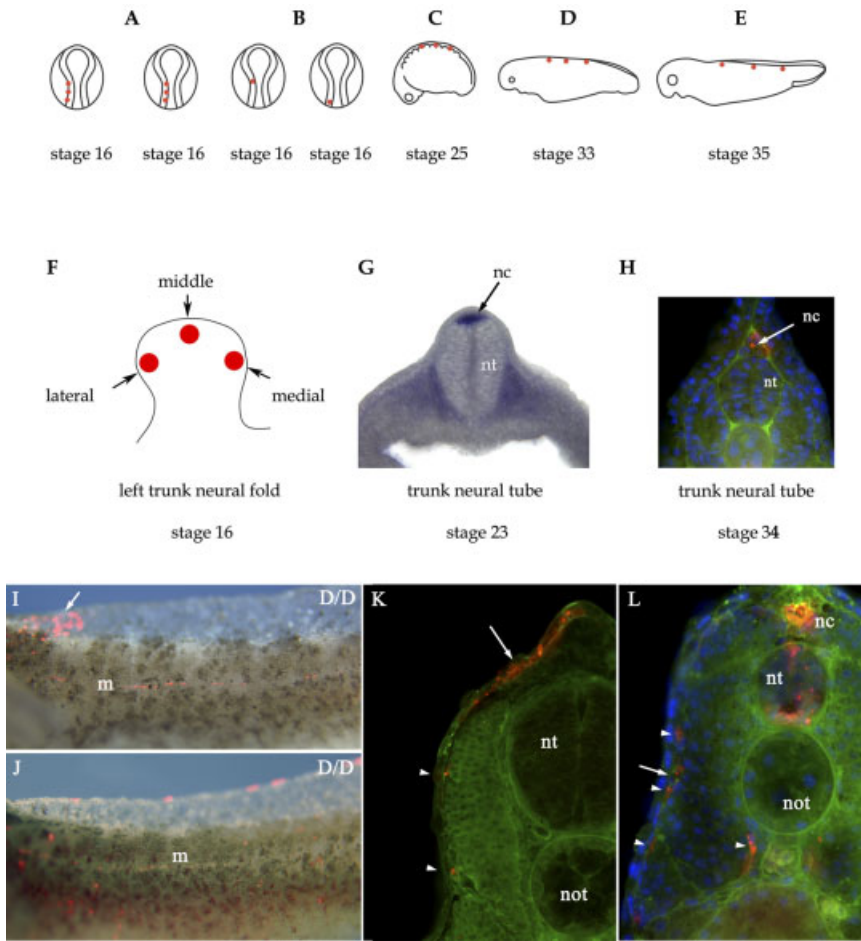 A B C D E
stage 16 stage 16 stage 16 stage 16 stage 25 stage 33 stage 35
F G H
middle
nc
nc
nt
nt
lateral medial
left trunk neural fold trunk neural tube trunk neural tube
stage 16 stage 23 stage 34
I D/D K L
nc
m
nt
nt
J D/D
not
m
not